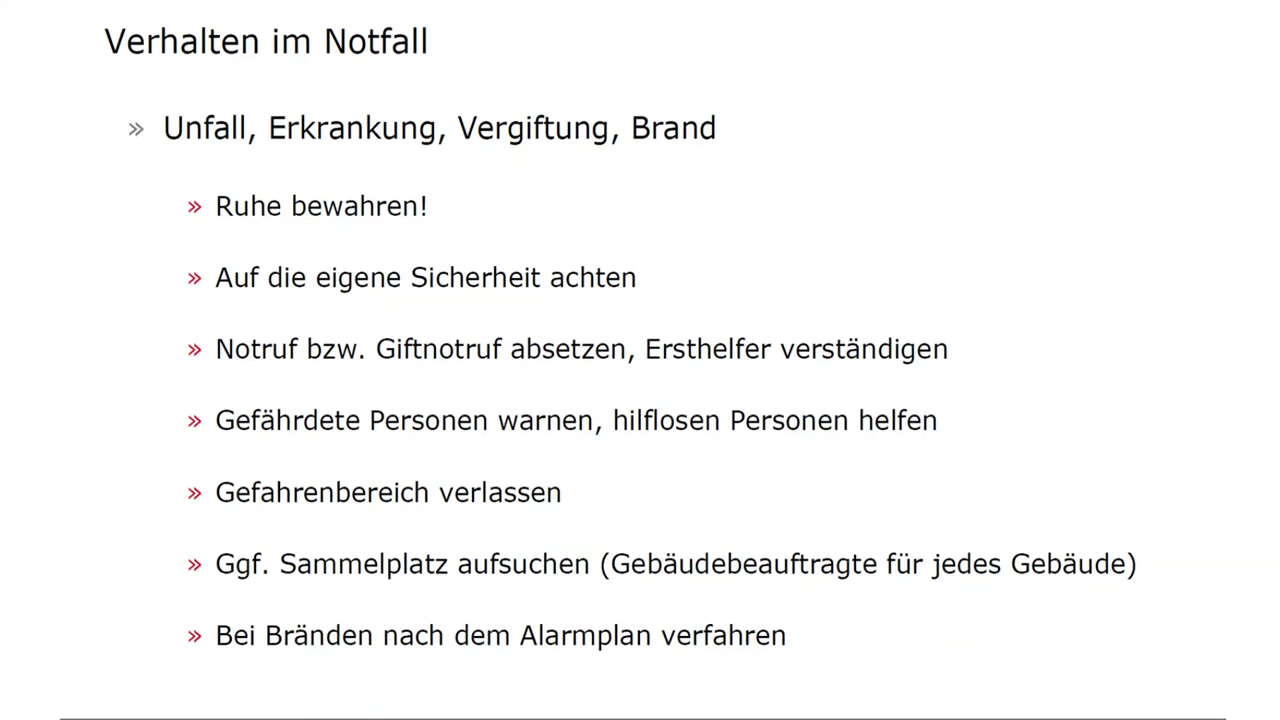 Verhalten im Notfall
» Unfall, Erkrankung, Vergiftung, Brand
» Ruhe bewahren!
» Auf die eigene Sicherheit achten
» Notruf bzw. Giftnotruf absetzen, Ersthelfer verständigen
» Gefährdete Personen warnen, hilflosen Personen helfen
» Gefahrenbereich verlassen
» Ggf. Sammelplatz aufsuchen (Gebäudebeauftragte für jedes Gebäude)
» Bei Bränden nach dem Alarmplan verfahren